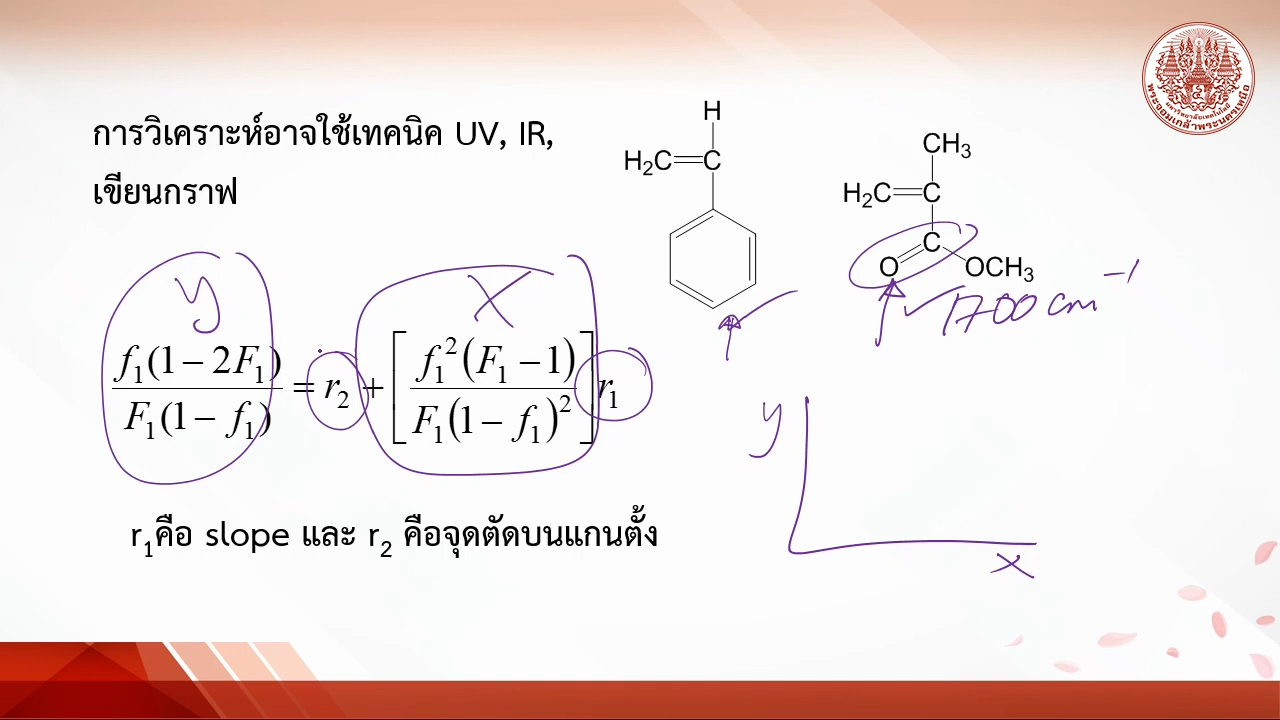 การวิเคราะห์อาจใช้เทคนิค UV, IR,
เขียนกราฟ
H
H₂C=C
CH₃
H₂C=C
C
O OCH₃
1700 cm⁻¹
y
x
f₁(1−2F₁)/F₁(1−f₁) = r₂ + [f₁²(F₁−1)/F₁(1−f₁)²] r₁
y
x
r₁คือ slope และ r₂ คือจุดตัดบนแกนตั้ง